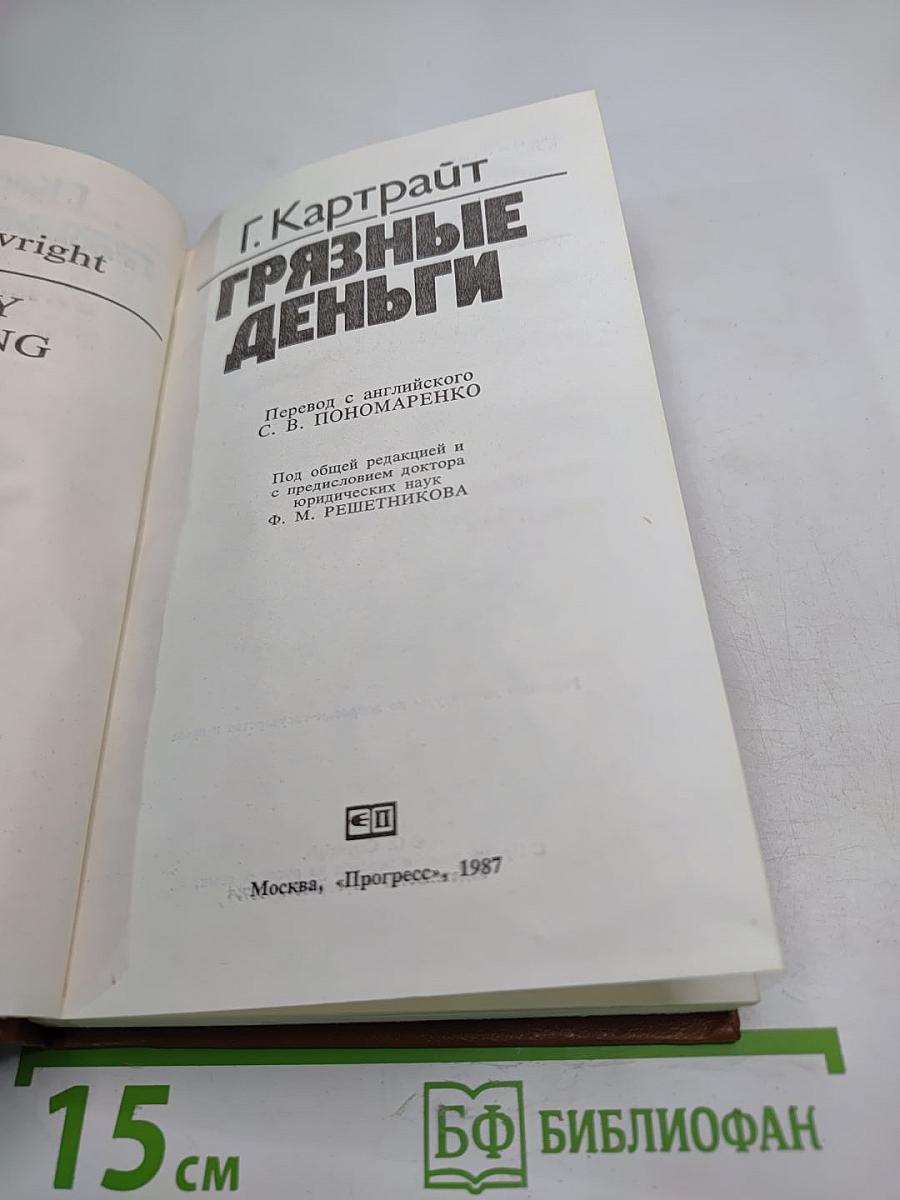 wright
Y
NG
Г. Картрайт
ГРЯЗНЫЕ
ДЕНЬГИ
Перевод с английского
С. В. ПОНОМАРЕНКО
Под общей редакцией и
с предисловием доктора
юридических наук
Ф. М. РЕШЕТНИКОВА
П
Москва, «Прогресс», 1987
15 см
БФ БИБЛИОФАН